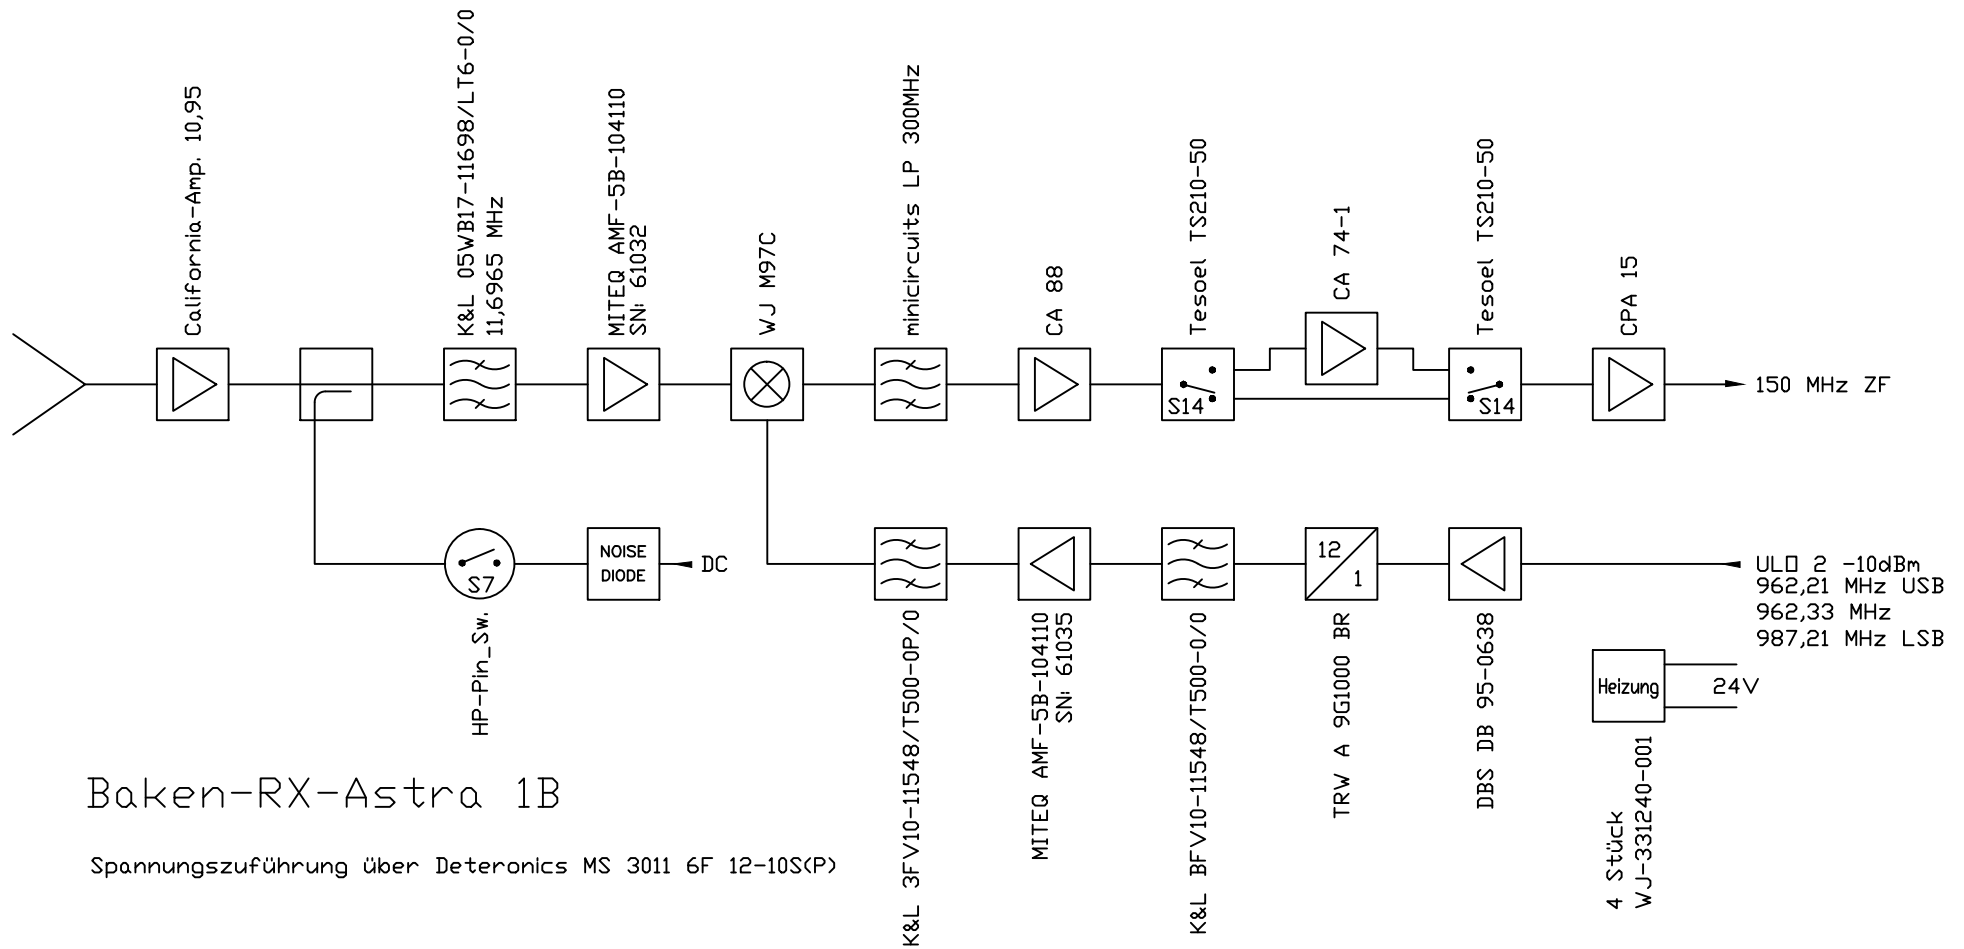 California-Amp. 10,95
K&L 05WB17-11698/LT6-0/0
11,6965 MHz
MITEQ AMF-5B-104110
SN: 61032
WJ M97C
minicircuits LP 300MHz
CA 88
Tesoel TS210-50
CA 74-1
Tesoel TS210-50
CPA 15
S14
S14
150 MHz ZF
S7
NOISE
DIODE
DC
12
1
ULO 2 -10dBm
962,21 MHz USB
962,33 MHz
987,21 MHz LSB
HP-Pin_Sw.
K&L 3FV10-11548/T500-0P/0
MITEQ AMF-5B-104110
SN: 61035
K&L BFV10-11548/T500-0/0
TRW A 9G1000 BR
DBS DB 95-0638
Heizung
24V
4 Stück
WJ-331240-001
Baken-RX-Astra 1B
Spannungszuführung über Deteronics MS 3011 6F 12-10S(P)